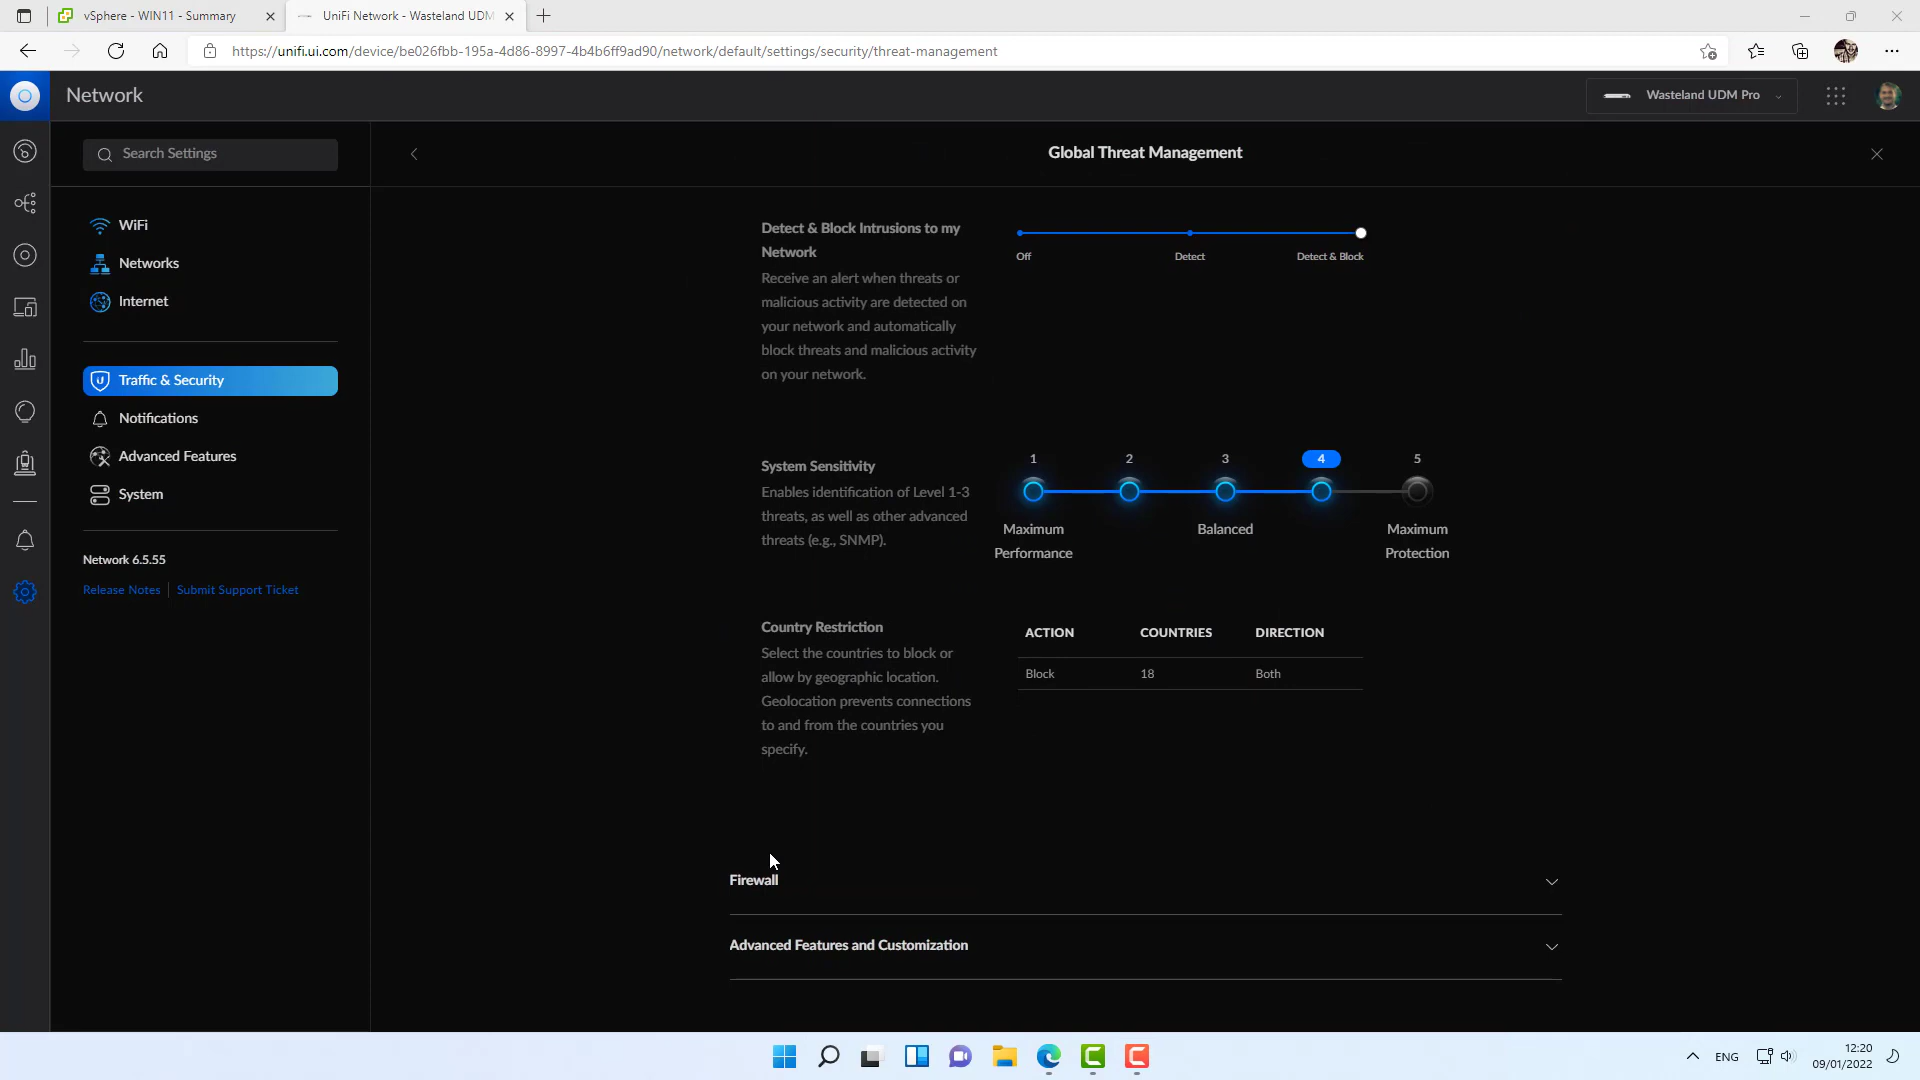 vSphere - WIN11 - Summary
UniFi Network - Wasteland UDM
https://unifi.ui.com/device/be026fbb-195a-4d86-8997-4b4b6ff9ad90/network/default/settings/security/threat-management
Network
Wasteland UDM Pro
Search Settings
Global Threat Management
WiFi
Networks
Internet
Traffic & Security
Notifications
Advanced Features
System
Network 6.5.55
Release Notes
Submit Support Ticket
Detect & Block Intrusions to my
Network
Receive an alert when threats or
malicious activity are detected on
your network and automatically
block threats and malicious activity
on your network.
Off
Detect
Detect & Block
System Sensitivity
Enables identification of Level 1-3
threats, as well as other advanced
threats (e.g., SNMP).
1
2
3
4
5
Maximum
Performance
Balanced
Maximum
Protection
Country Restriction
Select the countries to block or
allow by geographic location.
Geolocation prevents connections
to and from the countries you
specify.
ACTION COUNTRIES DIRECTION
Block 18 Both
Firewall
Advanced Features and Customization
ENG
12:20
09/01/2022